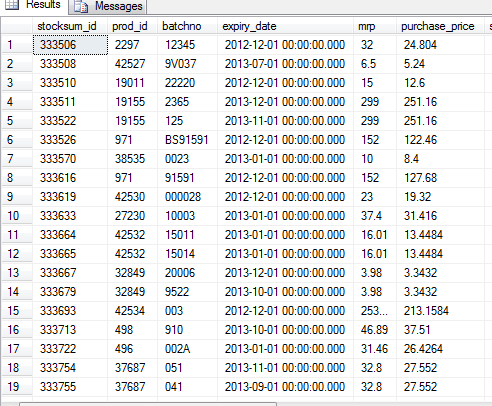 Results Messages
stocksum_id prod_id batchno expiry_date mrp purchase_price s
1 333506 2297 12345 2012-12-01 00:00:00.000 32 24.804
2 333508 42527 9V037 2013-07-01 00:00:00.000 6.5 5.24
3 333510 19011 22220 2012-12-01 00:00:00.000 15 12.6
4 333511 19155 2365 2013-12-01 00:00:00.000 299 251.16
5 333522 19155 125 2013-11-01 00:00:00.000 299 251.16
6 333526 971 BS91591 2012-12-01 00:00:00.000 152 122.46
7 333570 38535 0023 2013-01-01 00:00:00.000 10 8.4
8 333616 971 91591 2012-12-01 00:00:00.000 152 127.68
9 333619 42530 000028 2012-12-01 00:00:00.000 23 19.32
10 333633 27230 10003 2013-01-01 00:00:00.000 37.4 31.416
11 333664 42532 15011 2013-01-01 00:00:00.000 16.01 13.4484
12 333665 42532 15014 2013-01-01 00:00:00.000 16.01 13.4484
13 333667 32849 20006 2013-12-01 00:00:00.000 3.98 3.3432
14 333679 32849 9522 2013-10-01 00:00:00.000 3.98 3.3432
15 333693 42534 003 2012-12-01 00:00:00.000 253... 213.1584
16 333713 498 910 2013-10-01 00:00:00.000 46.89 37.51
17 333722 496 002A 2013-01-01 00:00:00.000 31.46 26.4264
18 333754 37687 051 2013-11-01 00:00:00.000 32.8 27.552
19 333755 37687 041 2013-09-01 00:00:00.000 32.8 27.552